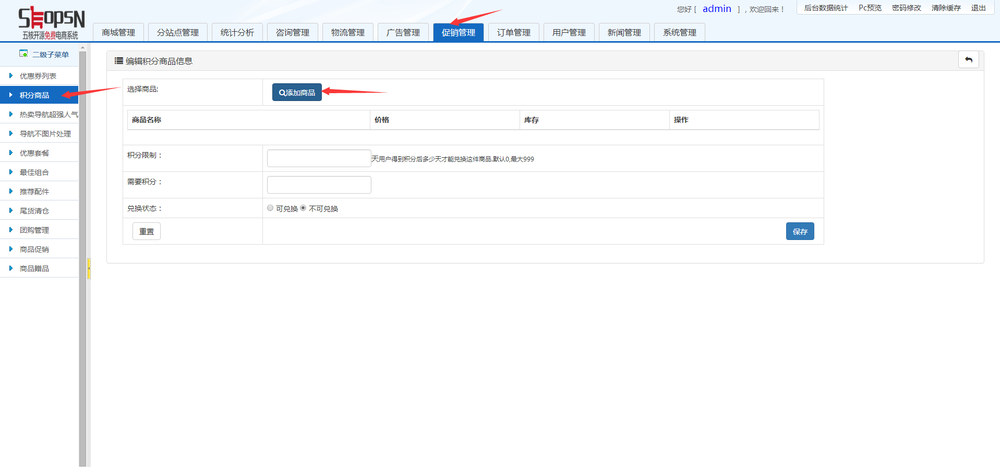 SHOPSN
五核开源免费电商系统
您好 [ admin ] ，欢迎回来！
后台数据统计 Pc预览 密码修改 清除缓存 退出
商城管理 分站点管理 统计分析 咨询管理 物流管理 广告管理 促销管理 订单管理 用户管理 新闻管理 系统管理
二级子菜单
优惠券列表
积分商品
热卖导航超强人气
导航不图片处理
优惠套餐
最佳组合
推荐配件
尾货清仓
团购管理
商品促销
商品赠品
编辑积分商品信息
选择商品:
添加商品
商品名称 价格 库存 操作
积分限制：
天用户得到积分后多少天才能兑换这件商品.默认0,最大999
需要积分：
兑换状态：
可兑换 不可兑换
重置
保存